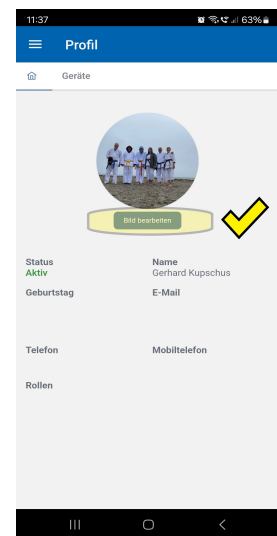 11:37
63%
Profil
Geräte
Bild bearbeiten
Status
Aktiv
Name
Gerhard Kupschus
Geburtstag
E-Mail
Telefon
Mobiltelefon
Rollen